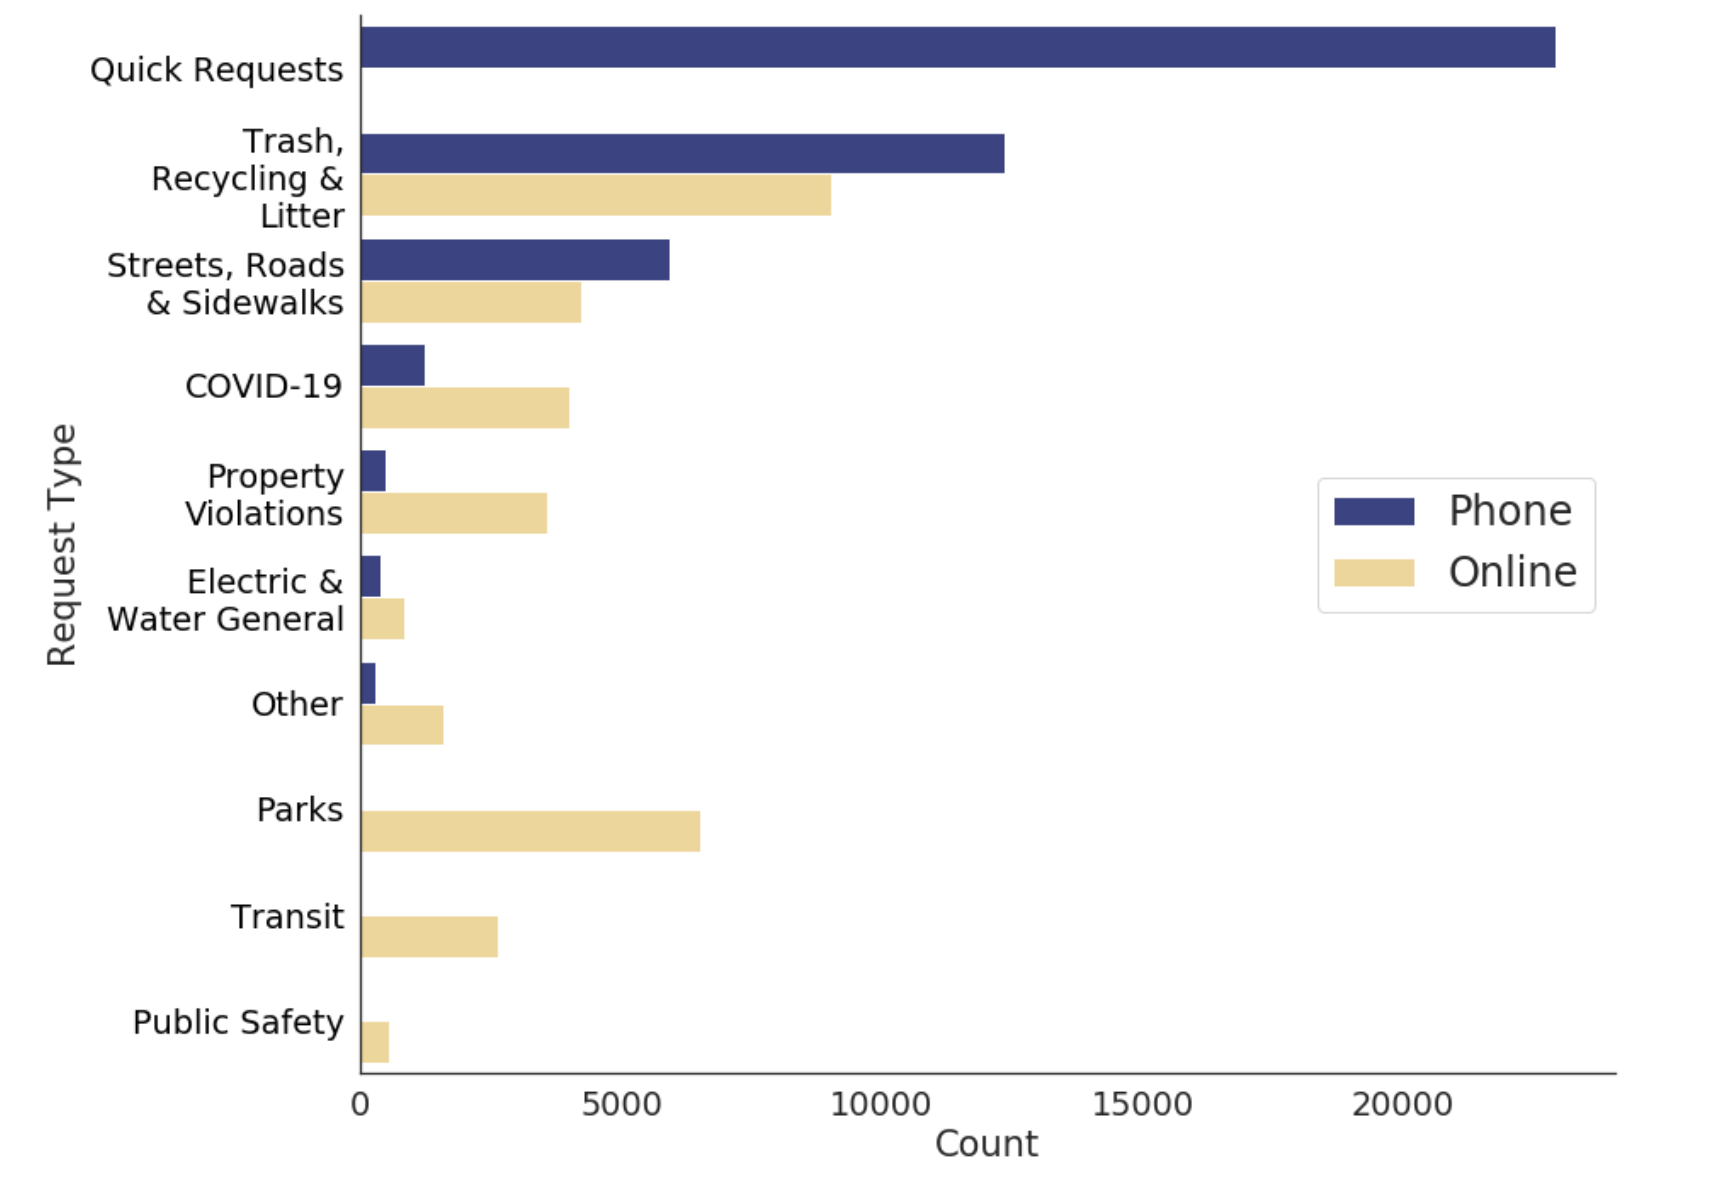 Quick Requests
Trash,
Recycling &
Litter
Streets, Roads
& Sidewalks
COVID-19
Property
Violations
Electric &
Water General
Other
Parks
Transit
Public Safety
Request Type
Phone
Online
0 5000 10000 15000 20000
Count